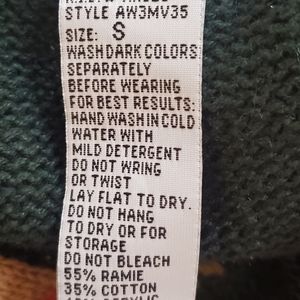 STYLE AW3MV35
SIZE: S
WASH DARK COLORS
SEPARATELY
BEFORE WEARING
FOR BEST RESULTS:
HAND WASH IN COLD
WATER WITH
MILD DETERGENT
DO NOT WRING
OR TWIST
LAY FLAT TO DRY.
DO NOT HANG
TO DRY OR FOR
STORAGE
DO NOT BLEACH
55% RAMIE
35% COTTON